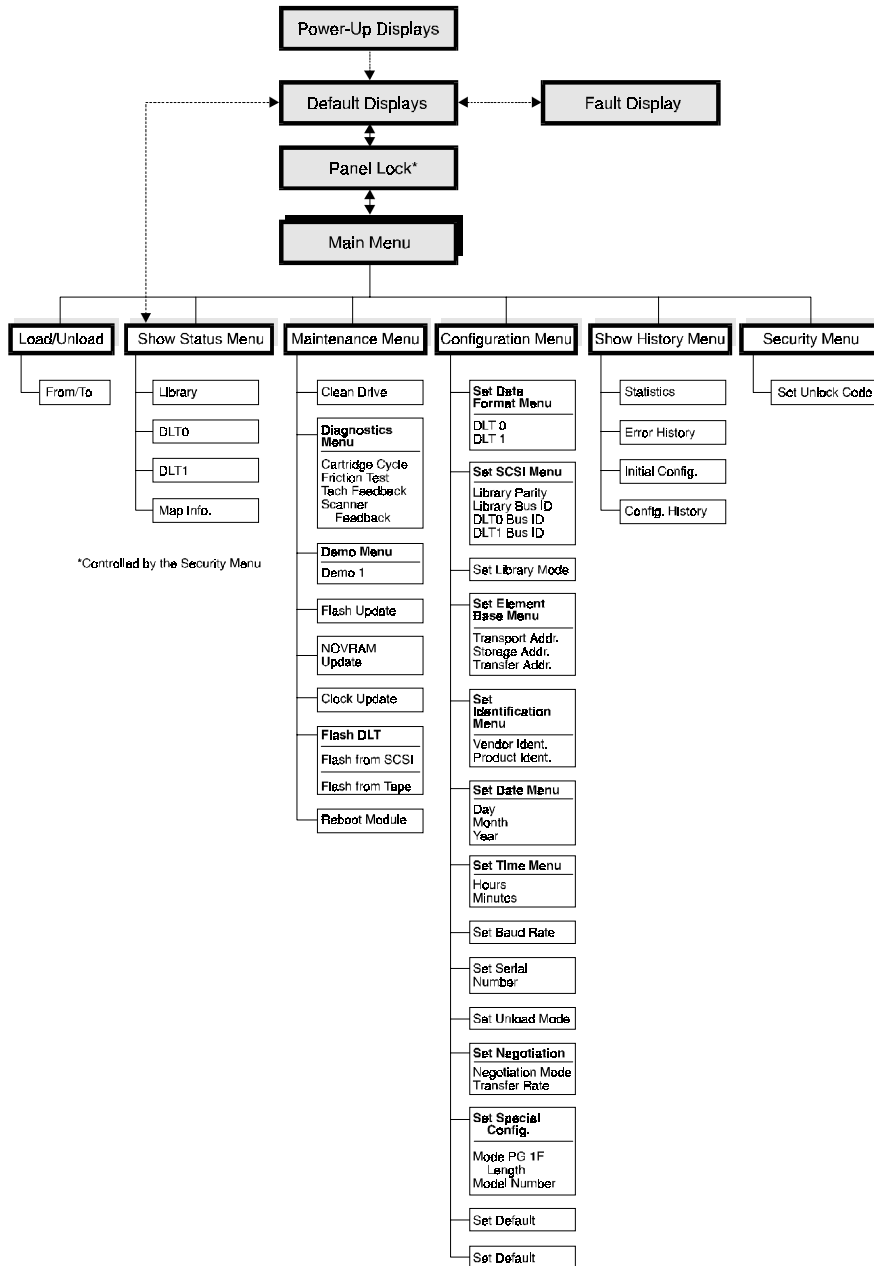 Power-Up Displays
Default Displays
Fault Display
Panel Lock*
Main Menu
Load/Unload
From/To
Show Status Menu
Library
DLT0
DLT1
Map Info.
*Controlled by the Security Menu
Maintenance Menu
Clean Drive
Diagnostics
Menu
Cartridge Cycle
Friction Test
Tach Feedback
Scanner
Feedback
Demo Menu
Demo 1
Flash Update
NOVRAM
Update
Clock Update
Flash DLT
Flash from SCSI
Flash from Tape
Reboot Module
Configuration Menu
Set Data
Format Menu
DLT 0
DLT 1
Set SCSI Menu
Library Parity
Library Bus ID
DLT0 Bus ID
DLT1 Bus ID
Set Library Mode
Set Element
Base Menu
Transport Addr.
Storage Addr.
Transfer Addr.
Set
Identification
Menu
Vendor Ident.
Product Ident.
Set Date Menu
Day
Month
Year
Set Time Menu
Hours
Minutes
Set Baud Rate
Set Serial
Number
Set Unload Mode
Set Negotiation
Negotiation Mode
Transfer Rate
Set Special
Config.
Mode PG 1F
Length
Model Number
Set Default
Set Default
Show History Menu
Statistics
Error History
Initial Config.
Config. History
Security Menu
Set Unlock Code